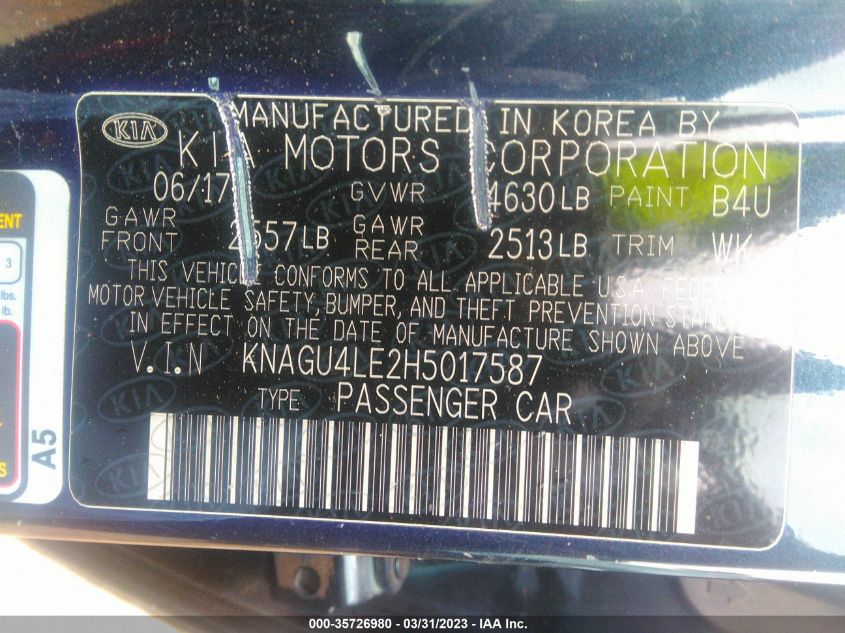 KIA
MANUFACTURED IN KOREA BY
KIA MOTORS CORPORATION
06/17 GVWR 4630LB PAINT B4U
GAWR FRONT 2557LB GAWR REAR 2513LB TRIM WK
THIS VEHICLE CONFORMS TO ALL APPLICABLE U.S.A. FEDERAL
MOTOR VEHICLE SAFETY, BUMPER, AND THEFT PREVENTION STANDARDS
IN EFFECT ON THE DATE OF MANUFACTURE SHOWN ABOVE
V.I.N KNAGU4LE2H5017587
TYPE PASSENGER CAR
3
lbs.
lb.
A5
000-35726980 - 03/31/2023 - IAA Inc.